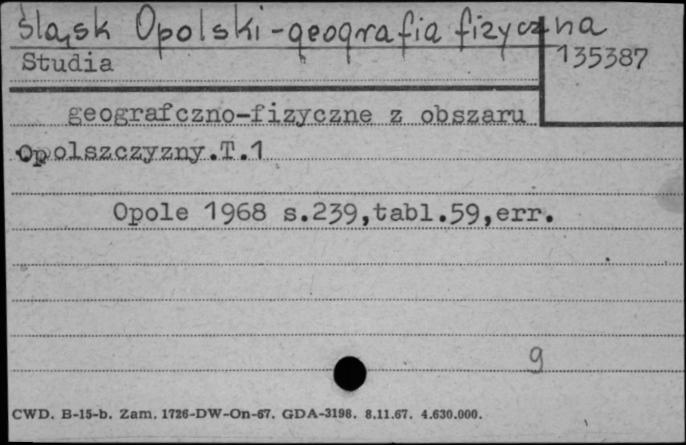 Śląsk Opolski-geografia fizyczna
Studia
135387
geografczno-fizyczne z obszaru
Opolszczyzny.T.1
Opole 1968 s.239,tabl.59,err.
9
CWD. B-15-b. Zam. 1726-DW-On-67. GDA-3198. 8.11.67. 4.630.000.